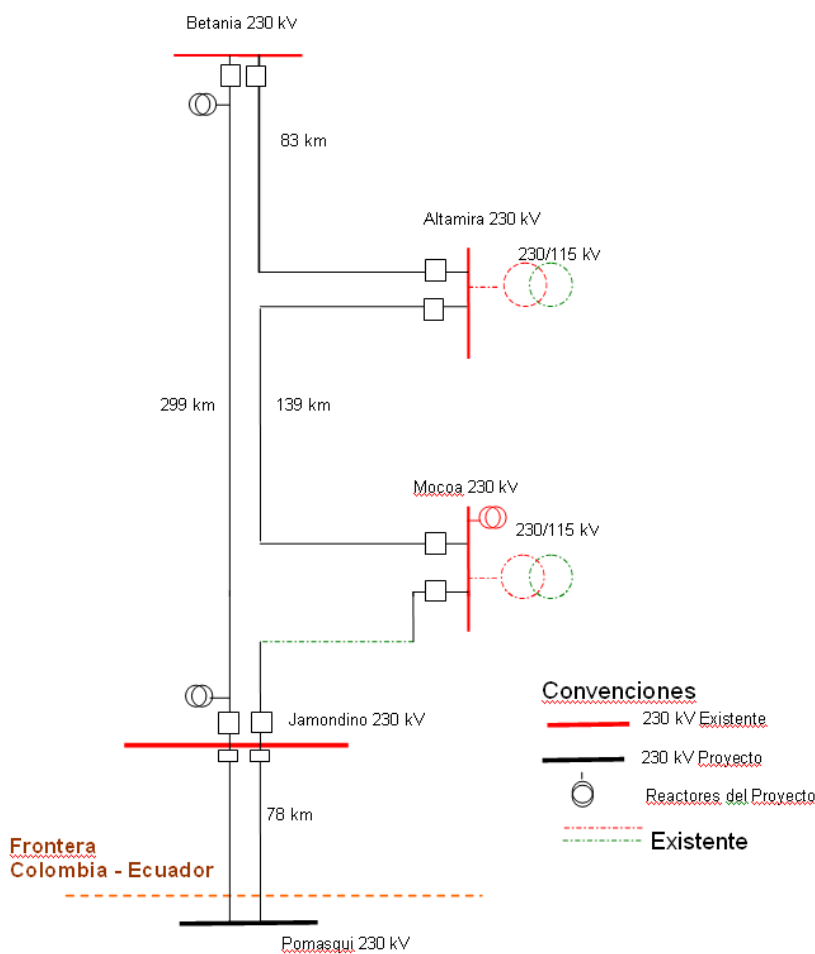 Betania 230 kV
83 km
Altamira 230 kV
230/115 kV
299 km
139 km
Mocoa 230 kV
230/115 kV
Jamondino 230 kV
78 km
Frontera
Colombia - Ecuador
Pomasqui 230 kV
Convenciones
230 kV Existente
230 kV Proyecto
Reactores del Proyecto
Existente